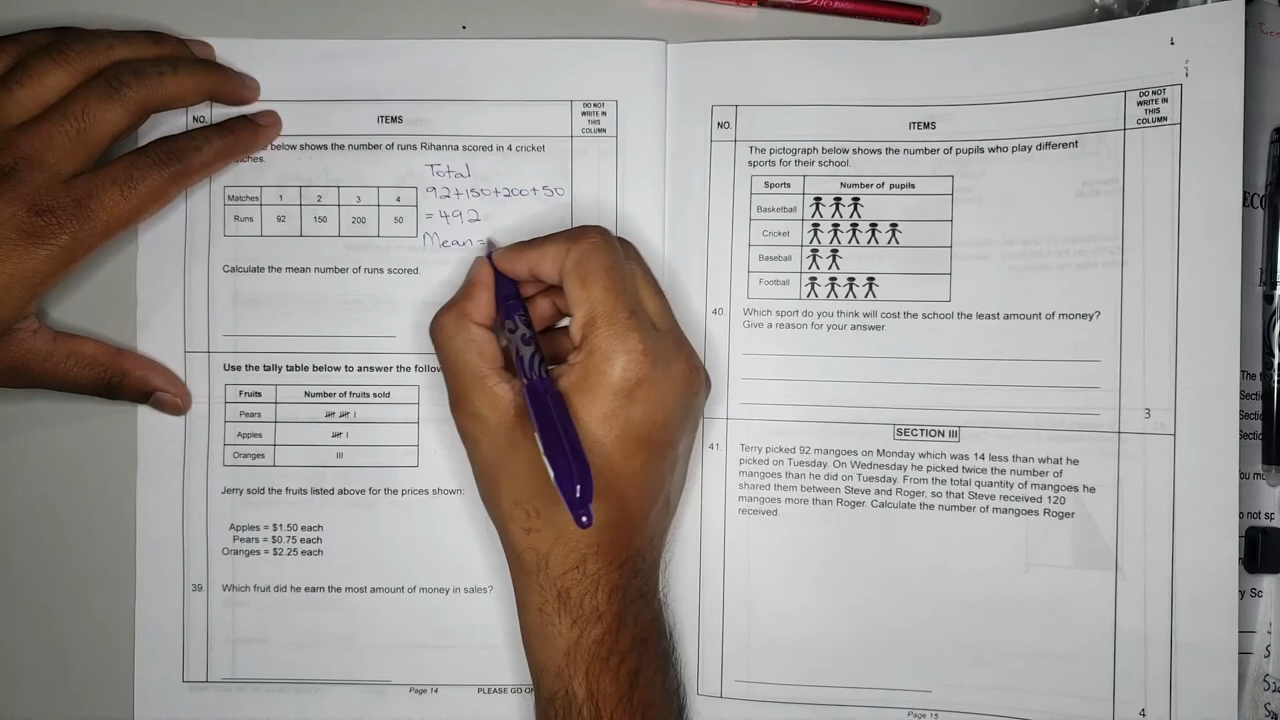 NO.
ITEMS
DO NOT
WRITE IN
THIS
COLUMN
below shows the number of runs Rihanna scored in 4 cricket
Matches 1 2 3 4
Runs 92 150 200 50
Total
92+150+200+50
= 492
Mean =
Calculate the mean number of runs scored.
Use the tally table below to answer the
Fruits Number of fruits sold
Pears
Apples
Oranges
Jerry sold the fruits listed above for the prices shown:
Apples = $1.50 each
Pears = $0.75 each
Oranges = $2.25 each
39. Which fruit did he earn the most amount of money in sales?
Page 14
PLEASE GO
NO.
ITEMS
DO NOT
WRITE IN
THIS
COLUMN
The pictograph below shows the number of pupils who play different
sports for their school.
Sports Number of pupils
Basketball
Cricket
Baseball
Football
40. Which sport do you think will cost the school the least amount of money?
Give a reason for your answer.
3
SECTION III
41. Terry picked 92 mangoes on Monday which was 14 less than what he
picked on Tuesday. On Wednesday he picked twice the number of
mangoes than he did on Tuesday. From the total quantity of mangoes he
shared them between Steve and Roger, so that Steve received 120
mangoes more than Roger. Calculate the number of mangoes Roger
received.
Page 15
4